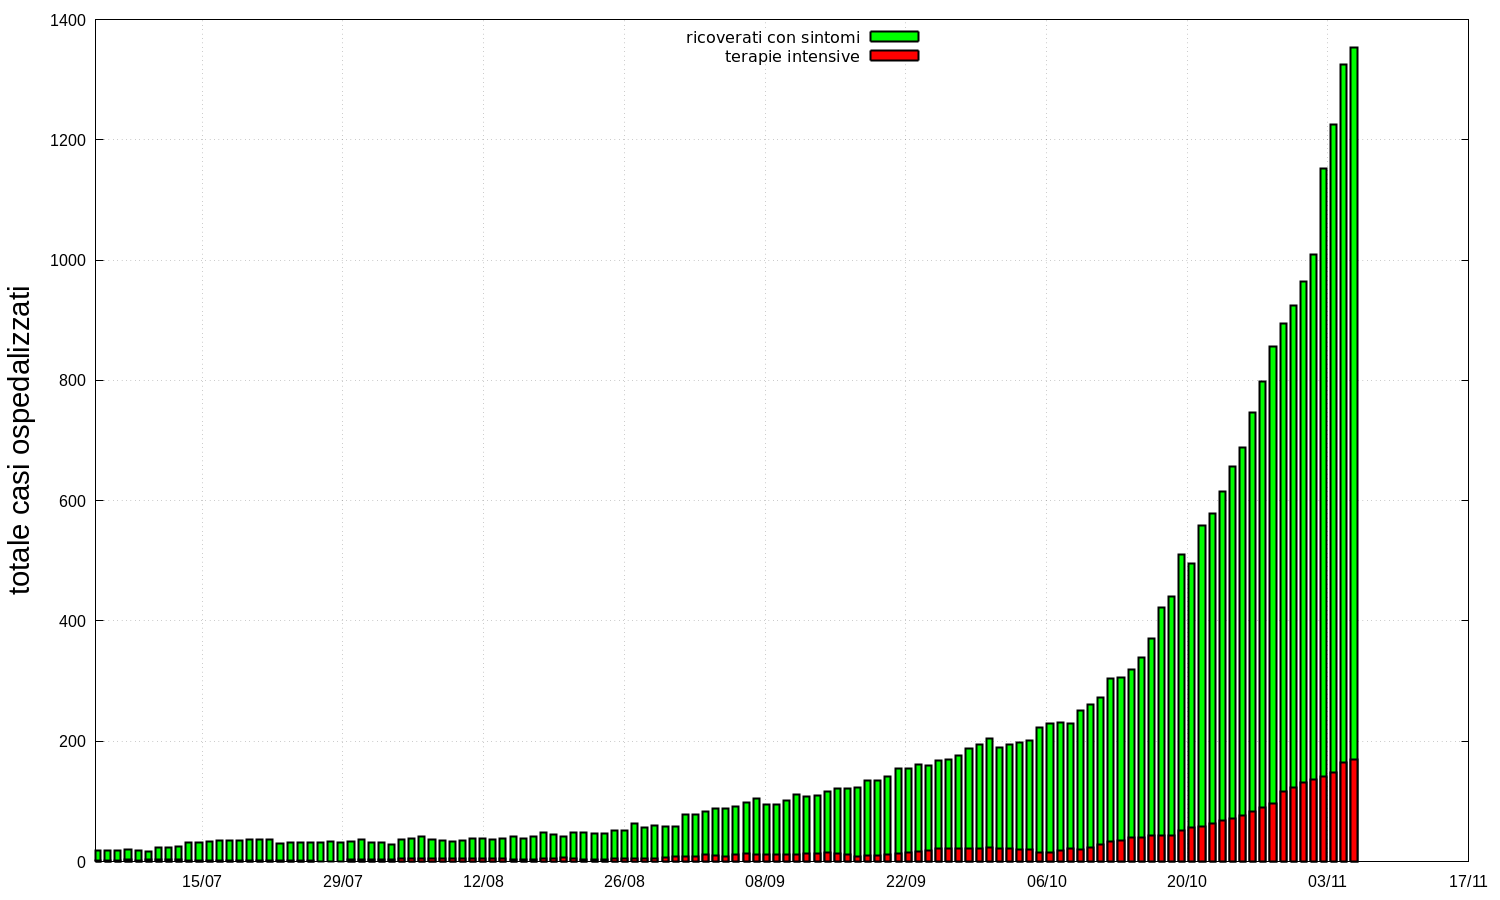 ricoverati con sintomi
terapie intensive
totale casi ospedalizzati
1400
1200
1000
800
600
400
200
0
15/07 29/07 12/08 26/08 08/09 22/09 06/10 20/10 03/11 17/11